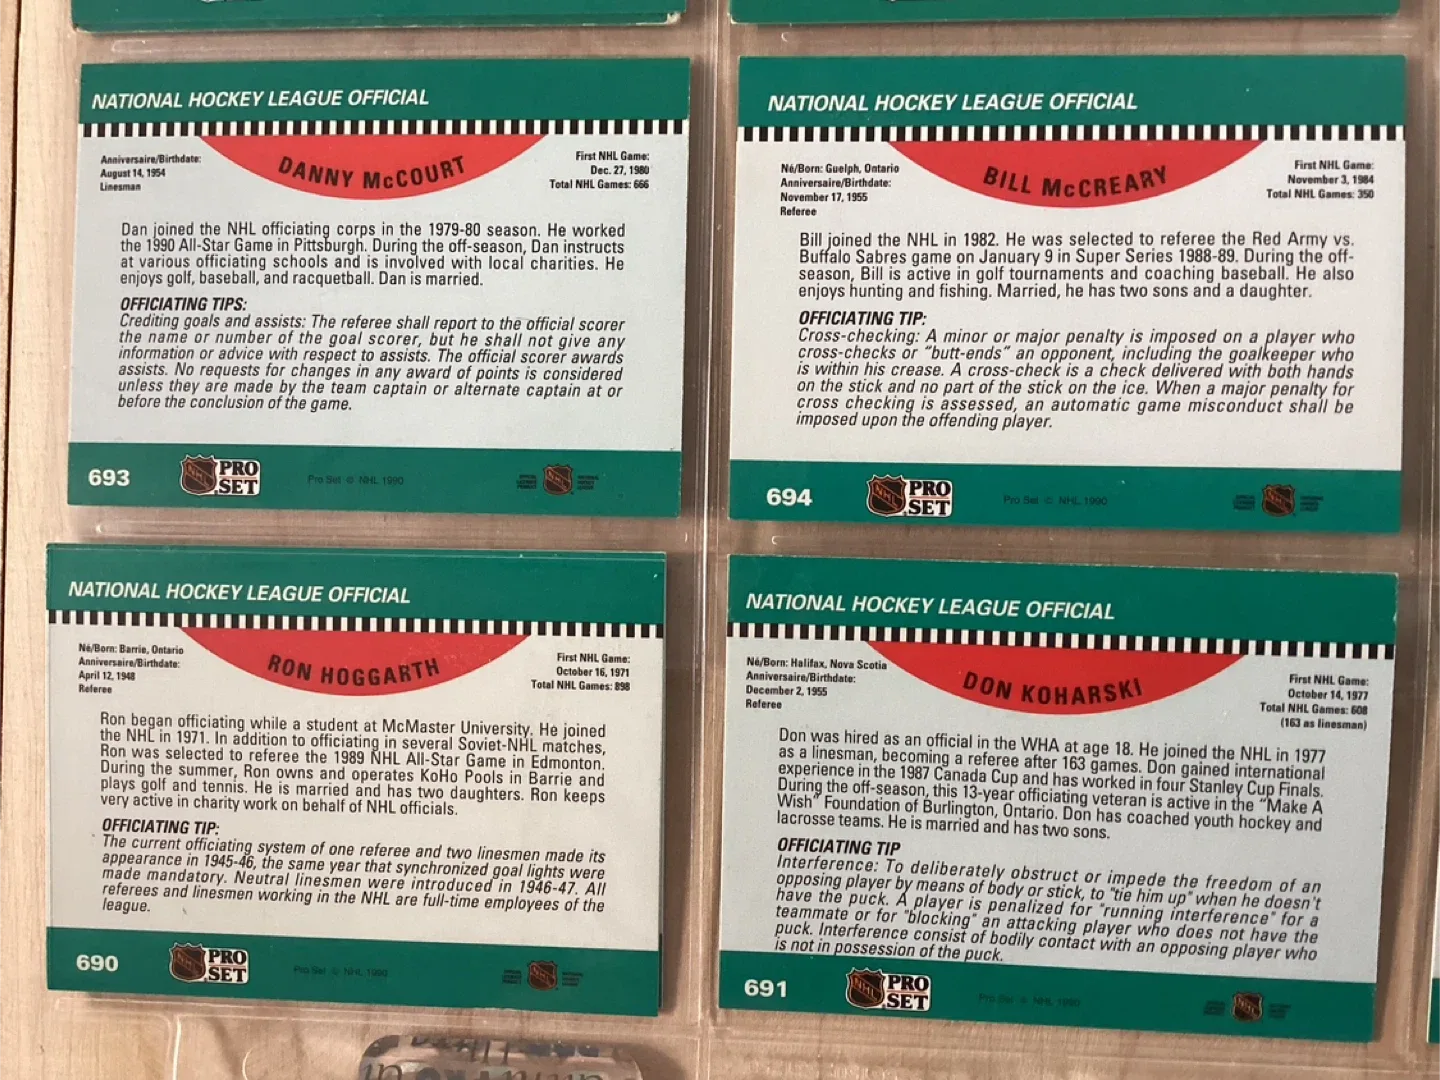 NATIONAL HOCKEY LEAGUE OFFICIAL
Anniversaire/Birthdate:
August 14, 1954
Linesman
DANNY McCOURT
First NHL Game:
Dec. 27, 1980
Total NHL Games: 666
Dan joined the NHL officiating corps in the 1979-80 season. He worked
the 1990 All-Star Game in Pittsburgh. During the off-season, Dan instructs
at various officiating schools and is involved with local charities. He
enjoys golf, baseball, and racquetball. Dan is married.
OFFICIATING TIPS:
Crediting goals and assists: The referee shall report to the official scorer
the name or number of the goal scorer, but he shall not give any
information or advice with respect to assists. The official scorer awards
assists. No requests for changes in any award of points is considered
unless they are made by the team captain or alternate captain at or
before the conclusion of the game.
693
NHL
PRO
SET
Pro Set © NHL 1990
NATIONAL HOCKEY LEAGUE OFFICIAL
Né/Born: Guelph, Ontario
Anniversaire/Birthdate:
November 17, 1955
Referee
BILL McCREARY
First NHL Game:
November 3, 1984
Total NHL Games: 350
Bill joined the NHL in 1982. He was selected to referee the Red Army vs.
Buffalo Sabres game on January 9 in Super Series 1988-89. During the off-
season, Bill is active in golf tournaments and coaching baseball. He also
enjoys hunting and fishing. Married, he has two sons and a daughter.
OFFICIATING TIP:
Cross-checking: A minor or major penalty is imposed on a player who
cross-checks or "butt-ends" an opponent, including the goalkeeper who
is within his crease. A cross-check is a check delivered with both hands
on the stick and no part of the stick on the ice. When a major penalty for
cross checking is assessed, an automatic game misconduct shall be
imposed upon the offending player.
694
NHL
PRO
SET
Pro Set © NHL 1990
NATIONAL HOCKEY LEAGUE OFFICIAL
Né/Born: Barrie, Ontario
Anniversaire/Birthdate:
April 12, 1948
Referee
RON HOGGARTH
First NHL Game:
October 16, 1971
Total NHL Games: 898
Ron began officiating while a student at McMaster University. He joined
the NHL in 1971. In addition to officiating in several Soviet-NHL matches,
Ron was selected to referee the 1989 NHL All-Star Game in Edmonton.
During the summer, Ron owns and operates KoHo Pools in Barrie and
plays golf and tennis. He is married and has two daughters. Ron keeps
very active in charity work on behalf of NHL officials.
OFFICIATING TIP:
The current officiating system of one referee and two linesmen made its
appearance in 1945-46, the same year that synchronized goal lights were
made mandatory. Neutral linesmen were introduced in 1946-47. All
referees and linesmen working in the NHL are full-time employees of the
league.
690
NHL
PRO
SET
Pro Set © NHL 1990
NATIONAL HOCKEY LEAGUE OFFICIAL
Né/Born: Halifax, Nova Scotia
Anniversaire/Birthdate:
December 2, 1955
Referee
DON KOHARSKI
First NHL Game:
October 14, 1977
Total NHL Games: 608
(163 as linesman)
Don was hired as an official in the WHA at age 18. He joined the NHL in 1977
as a linesman, becoming a referee after 163 games. Don gained international
experience in the 1987 Canada Cup and has worked in four Stanley Cup Finals.
During the off-season, this 13-year officiating veteran is active in the "Make A
Wish" Foundation of Burlington, Ontario. Don has coached youth hockey and
lacrosse teams. He is married and has two sons.
OFFICIATING TIP
Interference: To deliberately obstruct or impede the freedom of an
opposing player by means of body or stick, to "tie him up" when he doesn't
have the puck. A player is penalized for "running interference" for a
teammate or for "blocking" an attacking player who does not have the
puck. Interference consist of bodily contact with an opposing player who
is not in possession of the puck.
691
NHL
PRO
SET
Pro Set © NHL 1990